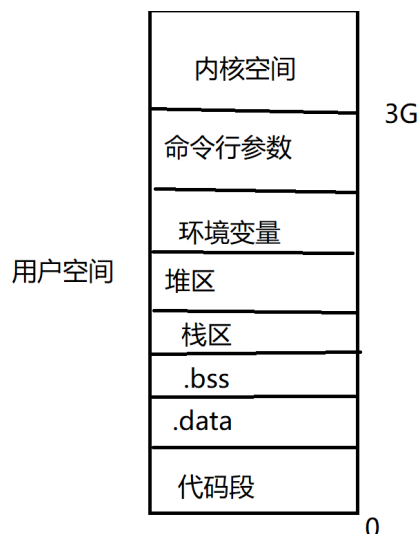 内核空间
3G
命令行参数
环境变量
用户空间
堆区
栈区
.bss
.data
代码段
0